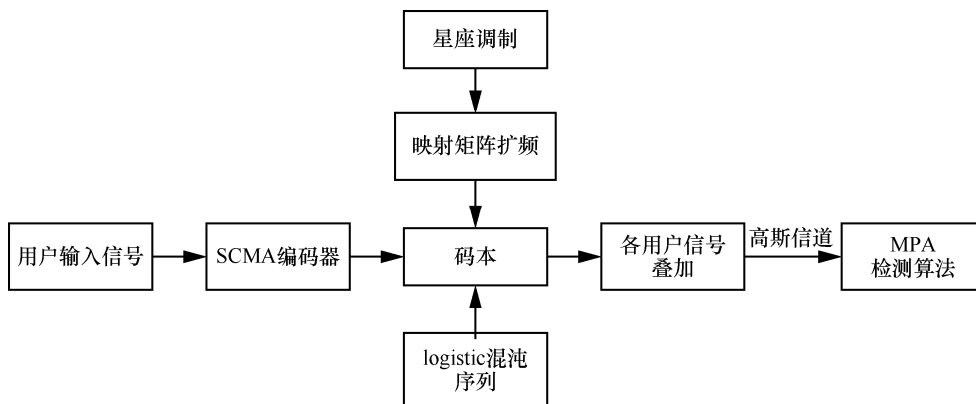 星座调制
映射矩阵扩频
用户输入信号
SCMA编码器
码本
各用户信号
叠加
高斯信道
MPA
检测算法
logistic混沌
序列